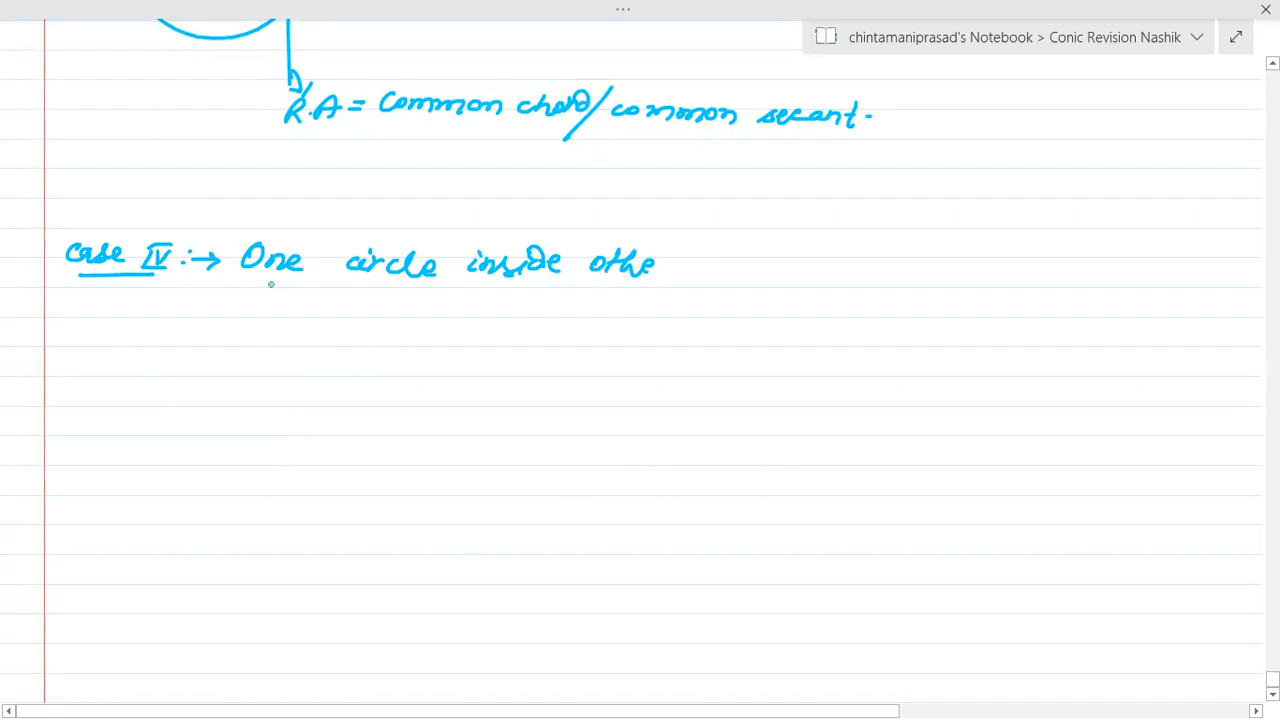 ...
chintamaniprasad's Notebook > Conic Revision Nashik
R.A = Common chord/common secant.
Case IV :→ One circle inside othe